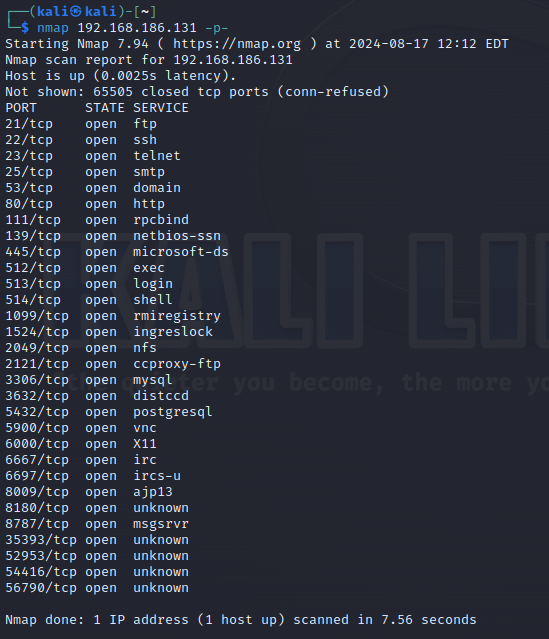 ┌──(kali㉿kali)-[~]
└─$ nmap 192.168.186.131 -p-
Starting Nmap 7.94 ( https://nmap.org ) at 2024-08-17 12:12 EDT
Nmap scan report for 192.168.186.131
Host is up (0.0025s latency).
Not shown: 65505 closed tcp ports (conn-refused)
PORT      STATE SERVICE
21/tcp    open  ftp
22/tcp    open  ssh
23/tcp    open  telnet
25/tcp    open  smtp
53/tcp    open  domain
80/tcp    open  http
111/tcp   open  rpcbind
139/tcp   open  netbios-ssn
445/tcp   open  microsoft-ds
512/tcp   open  exec
513/tcp   open  login
514/tcp   open  shell
1099/tcp  open  rmiregistry
1524/tcp  open  ingreslock
2049/tcp  open  nfs
2121/tcp  open  ccproxy-ftp
3306/tcp  open  mysql
3632/tcp  open  distccd
5432/tcp  open  postgresql
5900/tcp  open  vnc
6000/tcp  open  X11
6667/tcp  open  irc
6697/tcp  open  ircs-u
8009/tcp  open  ajp13
8180/tcp  open  unknown
8787/tcp  open  msgsrvr
35393/tcp open  unknown
52953/tcp open  unknown
54416/tcp open  unknown
56790/tcp open  unknown
Nmap done: 1 IP address (1 host up) scanned in 7.56 seconds
KALI LI
you become, the more